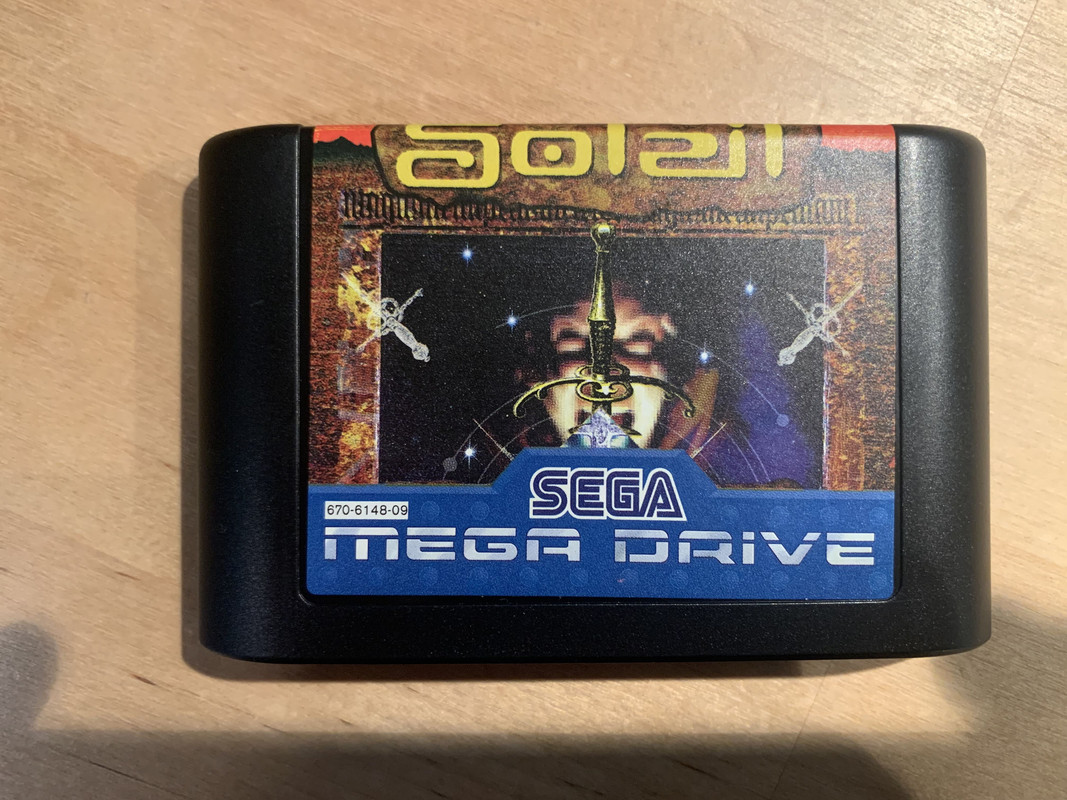 Soleil
SEGA
670-6148-09
MEGA DRIVE